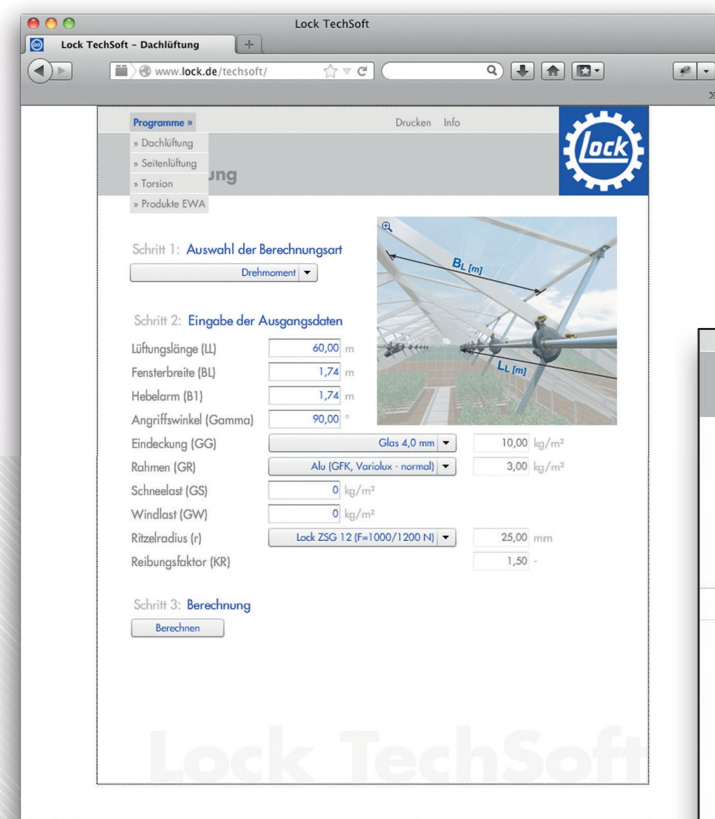 Lock TechSoft
Lock TechSoft – Dachlüftung
www.lock.de/techsoft/
Programme » Drucken Info
» Dachlüftung
» Seitenlüftung
» Torsion
» Produkte EWA
ung
Lock
Schritt 1: Auswahl der Berechnungsart
Drehmoment
BL [m]
LL [m]
Schritt 2: Eingabe der Ausgangsdaten
Lüftungslänge (LL) 60,00 m
Fensterbreite (BL) 1,74 m
Hebelarm (B1) 1,74 m
Angriffswinkel (Gamma) 90,00 °
Eindeckung (GG) Glas 4,0 mm 10,00 kg/m²
Rahmen (GR) Alu (GFK, Variolux - normal) 3,00 kg/m²
Schneelast (GS) 0 kg/m²
Windlast (GW) 0 kg/m²
Ritzelradius (r) Lock ZSG 12 (F=1000/1200 N) 25,00 mm
Reibungsfaktor (KR) 1,50 -
Schritt 3: Berechnung
Berechnen
Lock TechSoft